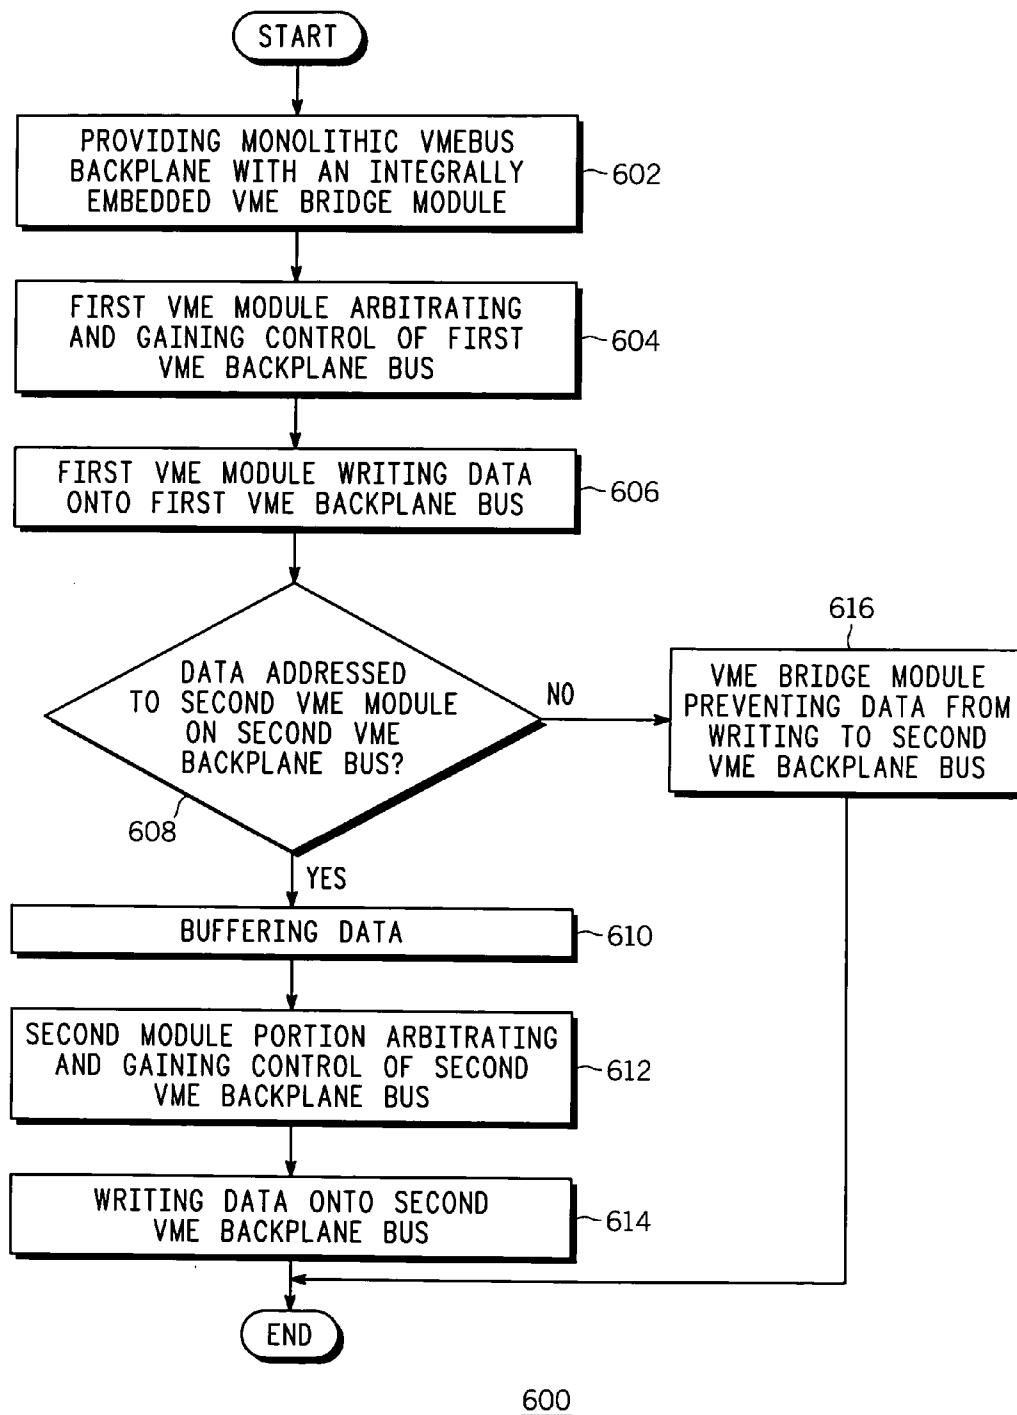 START
PROVIDING MONOLITHIC VMEBUS
BACKPLANE WITH AN INTEGRALLY
EMBEDDED VME BRIDGE MODULE
602
FIRST VME MODULE ARBITRATING
AND GAINING CONTROL OF FIRST
VME BACKPLANE BUS
604
FIRST VME MODULE WRITING DATA
ONTO FIRST VME BACKPLANE BUS
606
DATA ADDRESSED
TO SECOND VME MODULE
ON SECOND VME
BACKPLANE BUS?
608
NO
616
VME BRIDGE MODULE
PREVENTING DATA FROM
WRITING TO SECOND
VME BACKPLANE BUS
YES
BUFFERING DATA
610
SECOND MODULE PORTION ARBITRATING
AND GAINING CONTROL OF SECOND
VME BACKPLANE BUS
612
WRITING DATA ONTO SECOND
VME BACKPLANE BUS
614
END
600